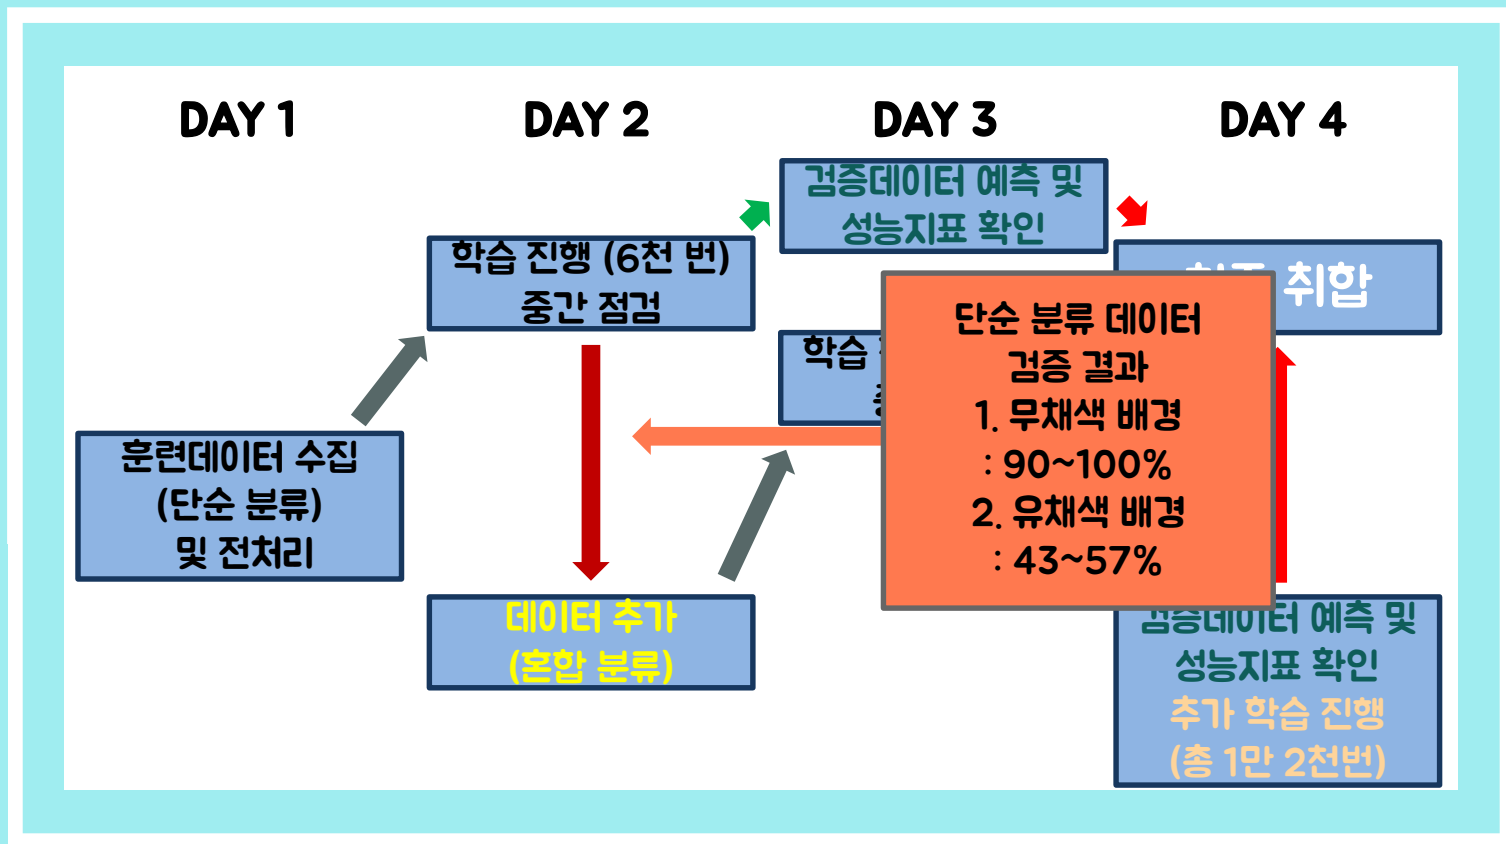 DAY 1
DAY 2
DAY 3
DAY 4
훈련데이터 수집
(단순 분류)
및 전처리
학습 진행 (6천 번)
중간 점검
데이터 추가
(혼합 분류)
검증데이터 예측 및
성능지표 확인
학습
단순 분류 데이터
검증 결과
1. 무채색 배경
: 90~100%
2. 유채색 배경
: 43~57%
취합
검증데이터 예측 및
성능지표 확인
추가 학습 진행
(총 1만 2천번)